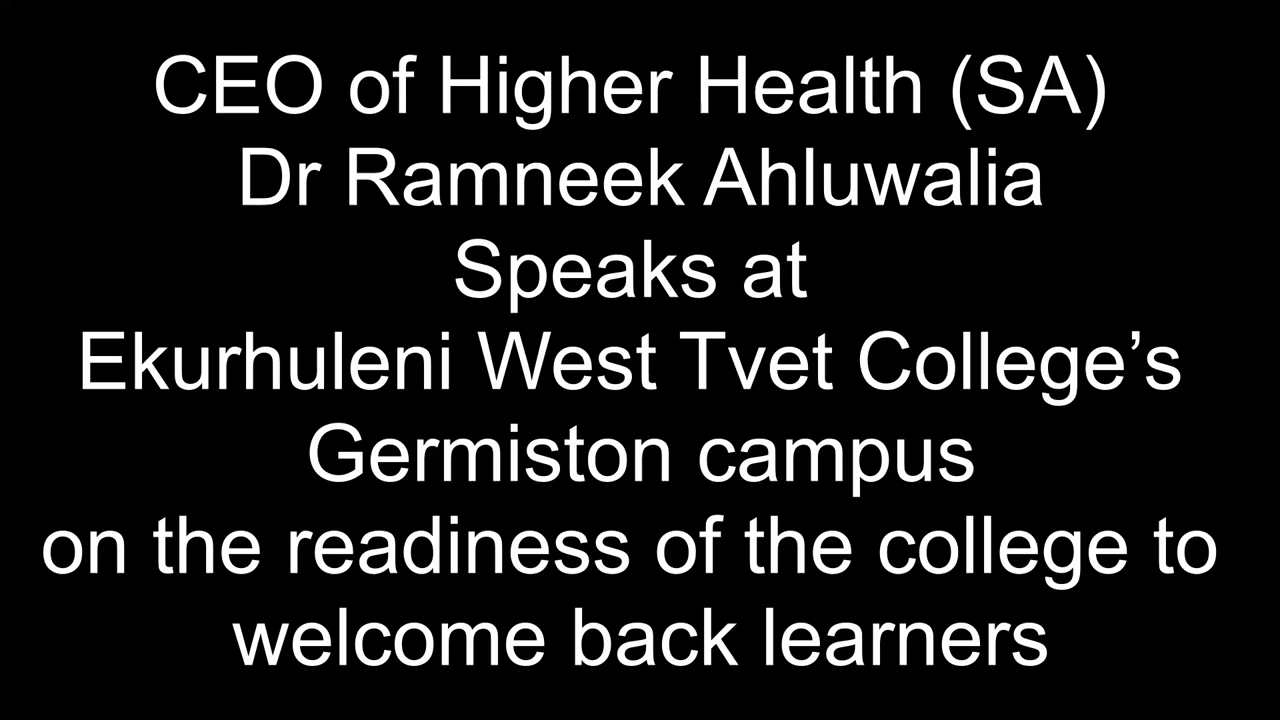 CEO of Higher Health (SA)
Dr Ramneek Ahluwalia
Speaks at
Ekurhuleni West Tvet College’s
Germiston campus
on the readiness of the college to
welcome back learners